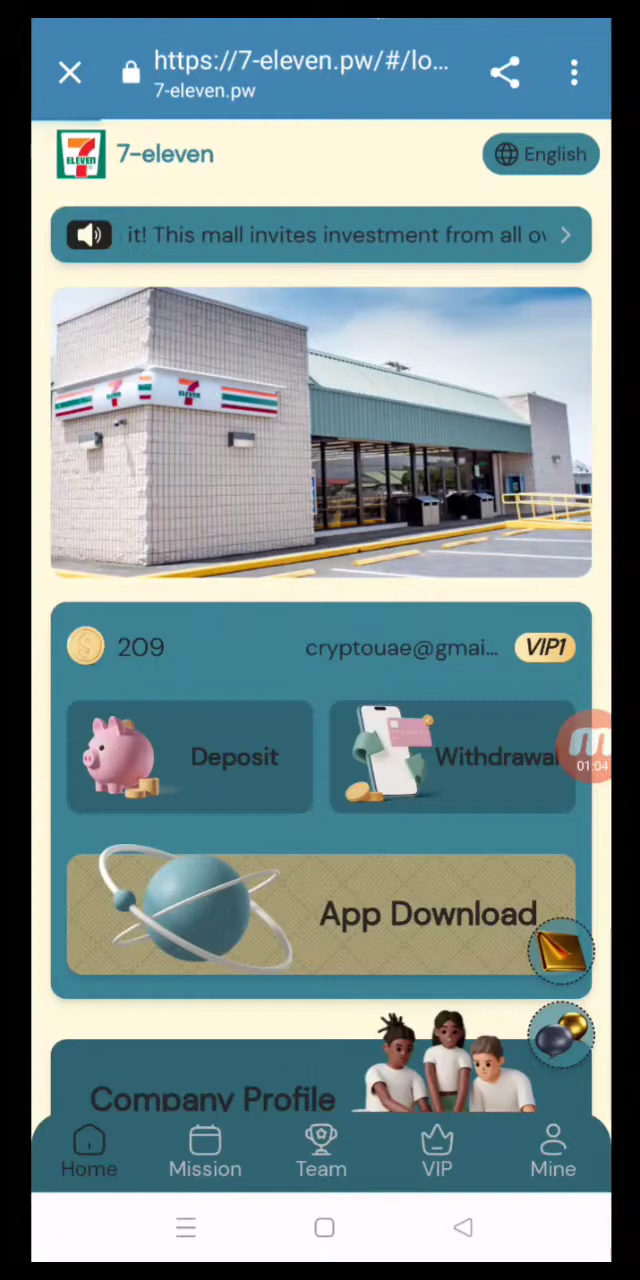 https://7-eleven.pw/#/lo...
7-eleven.pw
7
ELEVEN
7-eleven
English
it! This mall invites investment from all ov
7
ELEVEN
209
cryptouae@gmai...
VIP1
Deposit
Withdrawal
01:04
App Download
Company Profile
Home
Mission
Team
VIP
Mine